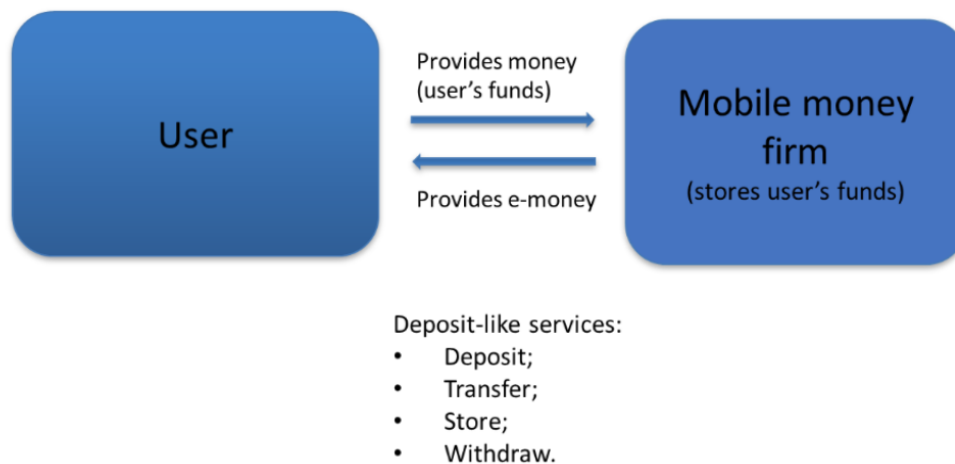 User
Provides money
(user's funds)
Provides e-money
Mobile money
firm
(stores user's funds)
Deposit-like services:
• Deposit;
• Transfer;
• Store;
• Withdraw.